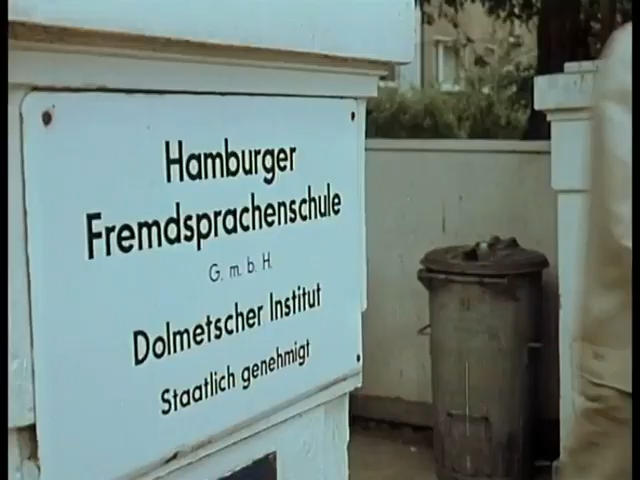 Hamburger
Fremdsprachenschule
G. m. b. H.
Dolmetscher Institut
Staatlich genehmigt